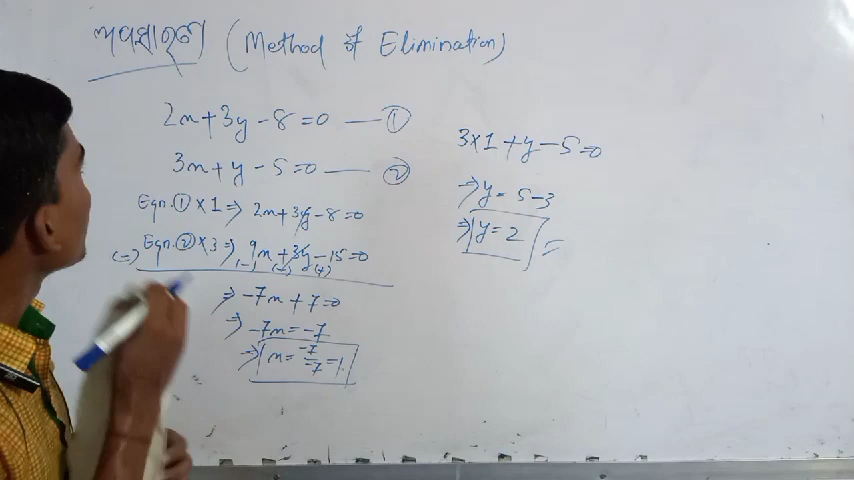 ଅପସାରଣ (Method of Elimination)
2x+3y-8=0 — ①
3x+y-5=0 — ②
Eqn.①×1⇒ 2x+3y-8=0
(-) Eqn.②×3⇒ 9x+3y-15=0
(-) (-) (+)
⇒ -7x+7=0
⇒ -7x=-7
⇒ x=-7/-7=1.
3×1+y-5=0
⇒ y=5-3
⇒ y=2